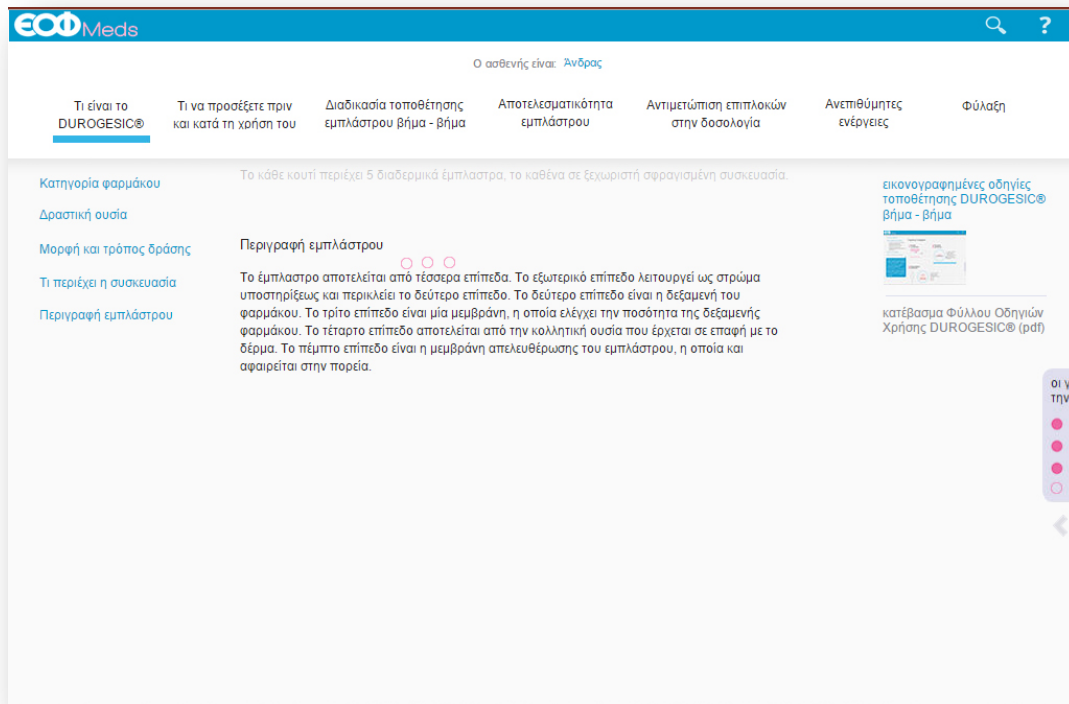 ΕΟΦMeds
?
Ο ασθενής είναι: Άνδρας
Τι είναι το
DUROGESIC®
Τι να προσέξετε πριν
και κατά τη χρήση του
Διαδικασία τοποθέτησης
εμπλάστρου βήμα - βήμα
Αποτελεσματικότητα
εμπλάστρου
Αντιμετώπιση επιπλοκών
στην δοσολογία
Ανεπιθύμητες
ενέργειες
Φύλαξη
Κατηγορία φαρμάκου
Δραστική ουσία
Μορφή και τρόπος δράσης
Τι περιέχει η συσκευασία
Περιγραφή εμπλάστρου
Το κάθε κουτί περιέχει 5 διαδερμικά έμπλαστρα, το καθένα σε ξεχωριστή σφραγισμένη συσκευασία.
Περιγραφή εμπλάστρου
Το έμπλαστρο αποτελείται από τέσσερα επίπεδα. Το εξωτερικό επίπεδο λειτουργεί ως στρώμα
υποστηρίξεως και περικλείει το δεύτερο επίπεδο. Το δεύτερο επίπεδο είναι η δεξαμενή του
φαρμάκου. Το τρίτο επίπεδο είναι μία μεμβράνη, η οποία ελέγχει την ποσότητα της δεξαμενής
φαρμάκου. Το τέταρτο επίπεδο αποτελείται από την κολλητική ουσία που έρχεται σε επαφή με το
δέρμα. Το πέμπτο επίπεδο είναι η μεμβράνη απελευθέρωσης του εμπλάστρου, η οποία και
αφαιρείται στην πορεία.
εικονογραφημένες οδηγίες
τοποθέτησης DUROGESIC®
βήμα - βήμα
κατέβασμα Φύλλου Οδηγιών
Χρήσης DUROGESIC® (pdf)
οι
την